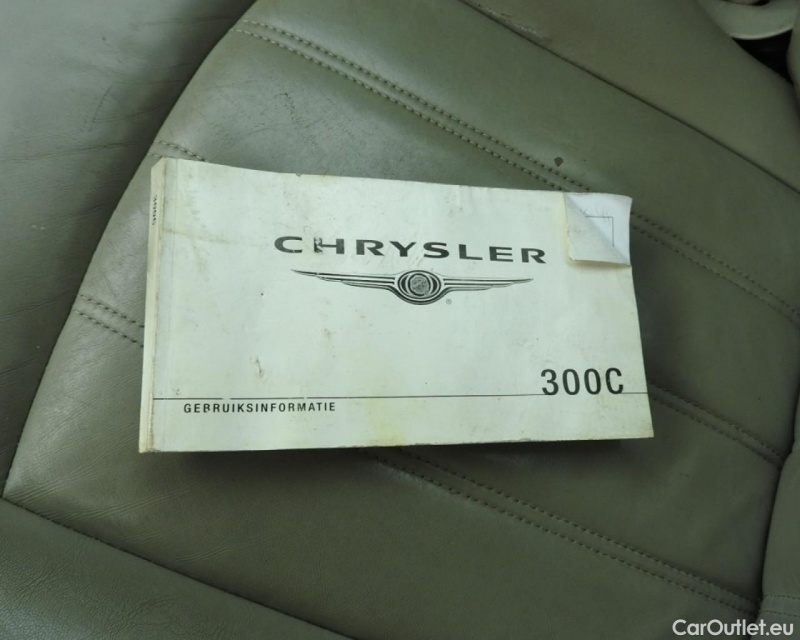 CHRYSLER
300C
GEBRUIKSINFORMATIE
CarOutlet.eu